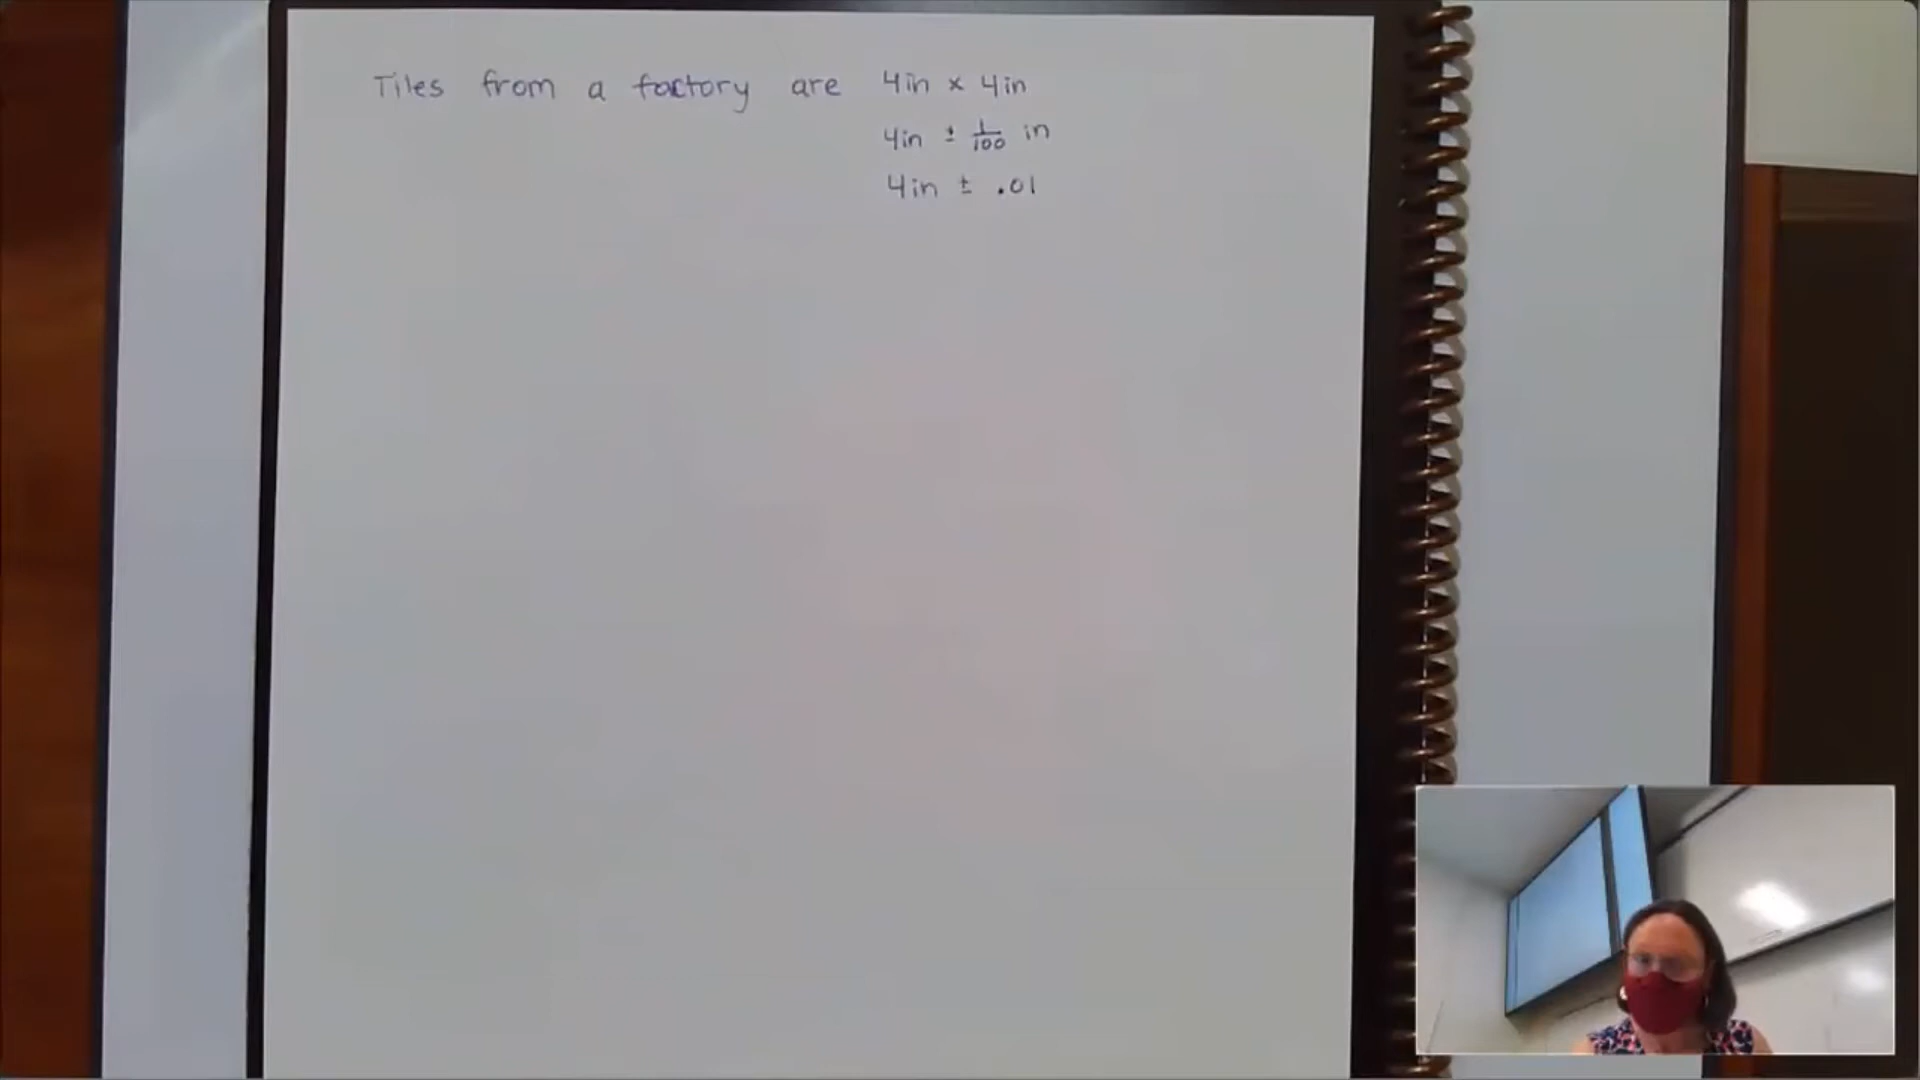 Tiles from a factory are 4in x 4in
4in ± 1/100 in
4in ± .01